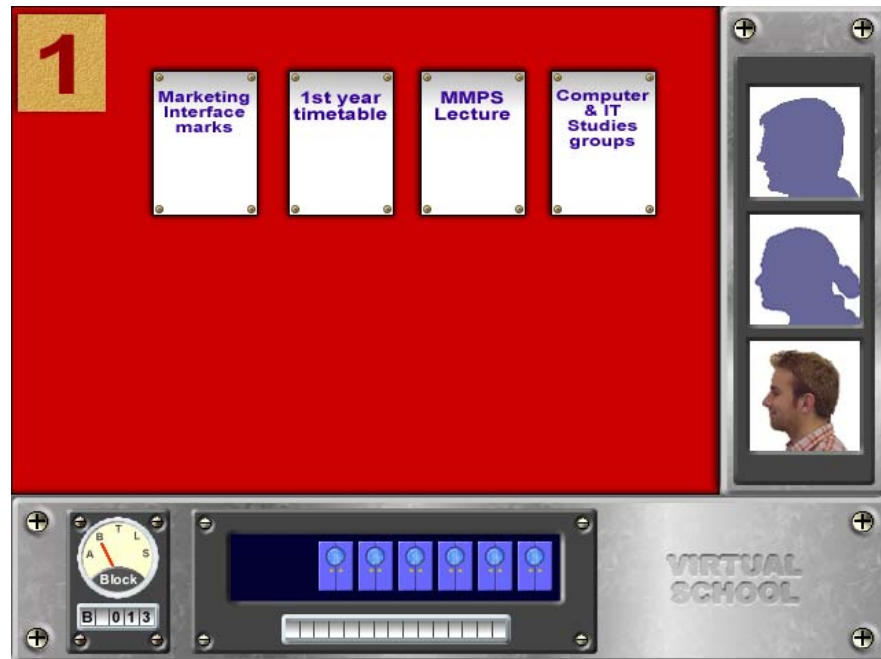 1
Marketing
Interface
marks
1st year
timetable
MMPS
Lecture
Computer
& IT
Studies
groups
A B T L S
Block
B 013
VIRTUAL
SCHOOL